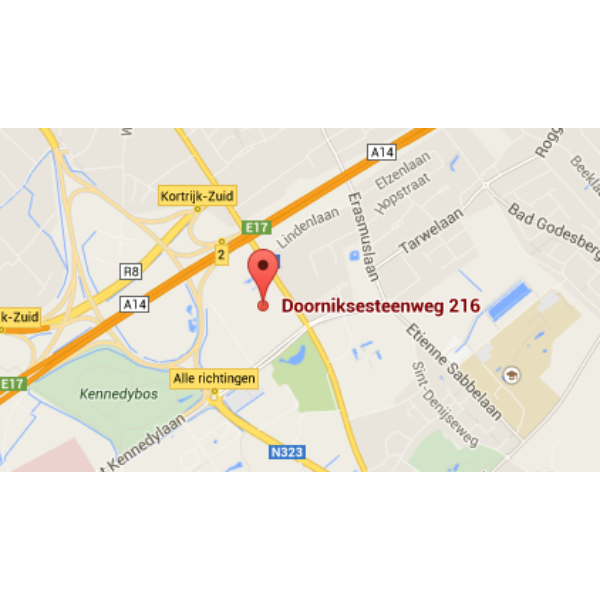 A14
Elzenlaan
Hopstraat
Rogg
Beekla
Kortrijk-Zuid
Erasmuslaan
Lindenlaan
Tarwelaan
Bad Godesberg
E17
2
R8
A14
k-Zuid
Doorniksesteenweg 216
Etienne Sabbelaan
Sint-Denijseweg
E17
Alle richtingen
Kennedybos
t Kennedylaan
N323